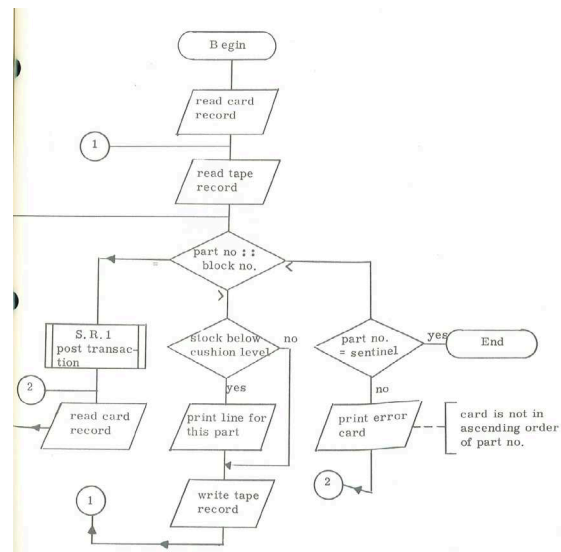 Begin
read card
record
1
read tape
record
part no ::
block no.
<
=
>
S.R.1
post transac-
tion
2
read card
record
stock below
cushion level
no
yes
print line for
this part
write tape
record
1
part no.
= sentinel
yes
End
no
print error
card
card is not in
ascending order
of part no.
2